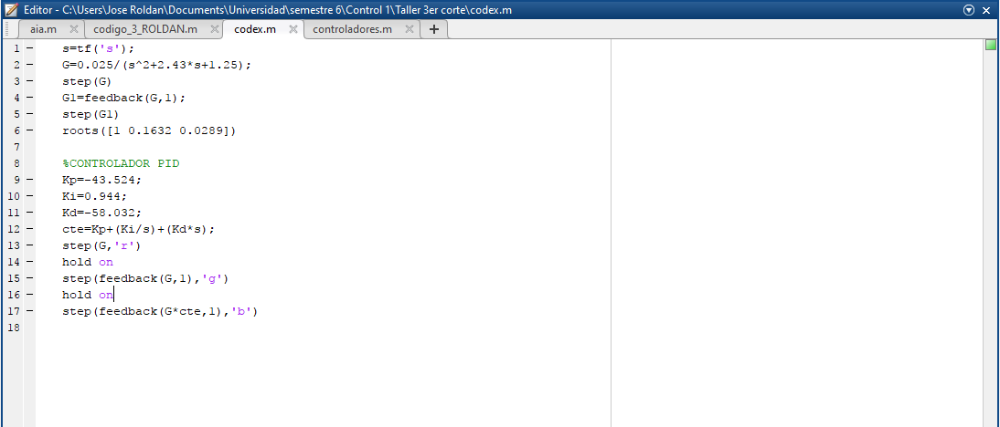 Editor - C:\Users\Jose Roldan\Documents\Universidad\semestre 6\Control 1\Taller 3er corte\codex.m
aia.m codigo_3_ROLDAN.m codex.m controladores.m +
1 s=tf('s');
2 G=0.025/(s^2+2.43*s+1.25);
3 step(G)
4 G1=feedback(G,1);
5 step(G1)
6 roots([1 0.1632 0.0289])
7
8 %CONTROLADOR PID
9 Kp=-43.524;
10 Ki=0.944;
11 Kd=-58.032;
12 cte=Kp+(Ki/s)+(Kd*s);
13 step(G,'r')
14 hold on
15 step(feedback(G,1),'g')
16 hold on
17 step(feedback(G*cte,1),'b')
18